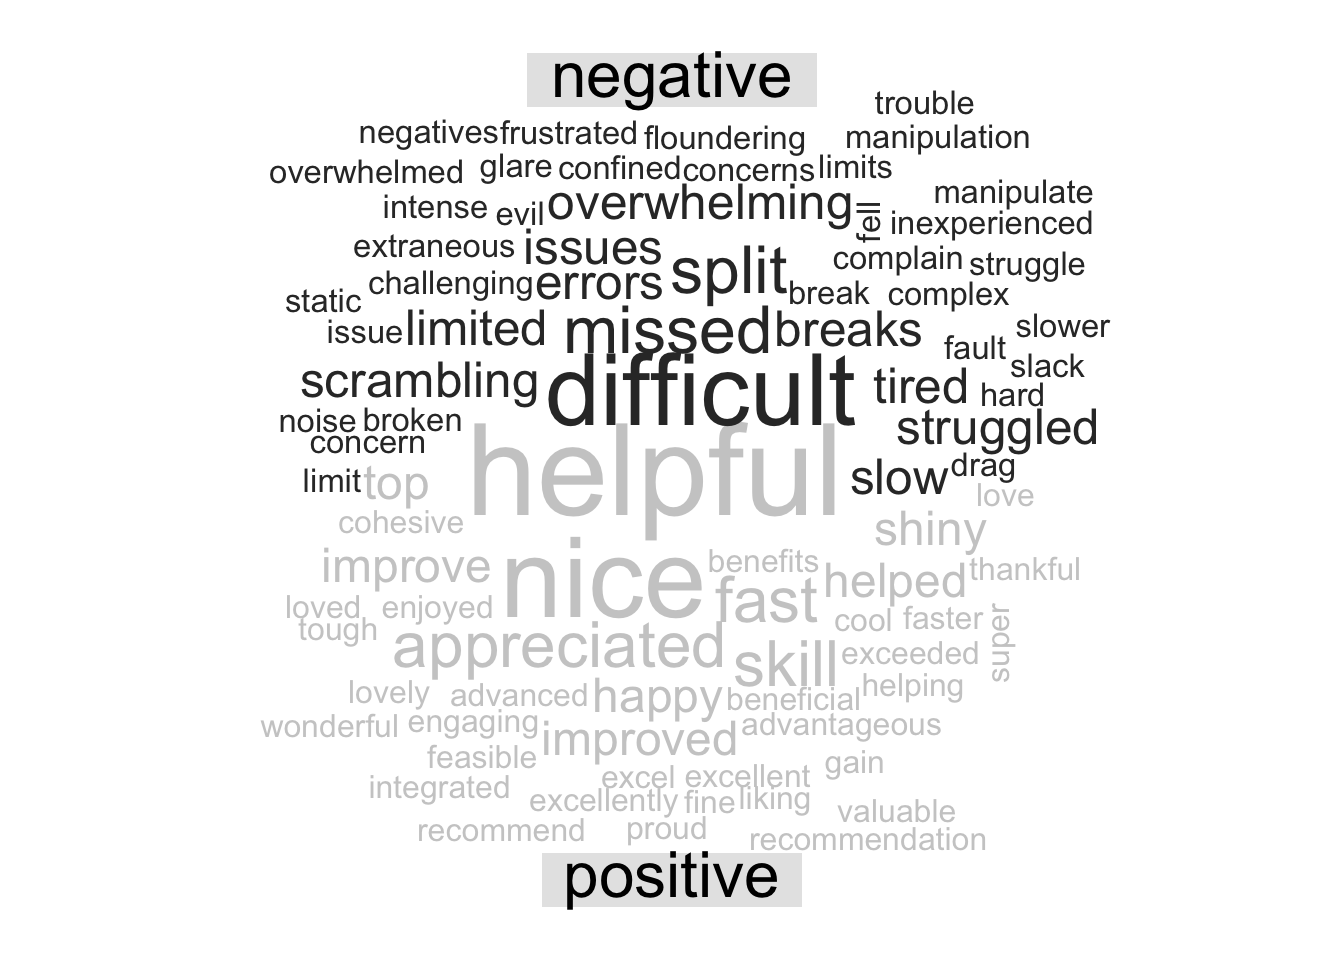 negative
trouble
negatives frustrated floundering manipulation
overwhelmed glare confined concerns limits
intense evil overwhelming fell manipulate
inexperienced
extraneous issues split complain struggle
static challenging errors break complex
issue limited missed breaks fault slower
scrambling difficult tired hard slack
noise broken struggled
concern
limit top helpful slow drag
love
cohesive shiny
improve nice benefits helped thankful
loved enjoyed fast cool faster super
tough appreciated skill exceeded
lovely advanced happy beneficial helping
wonderful engaging improved advantageous
feasible gain
integrated excel excellent
excellently fine liking valuable
recommend proud recommendation
positive